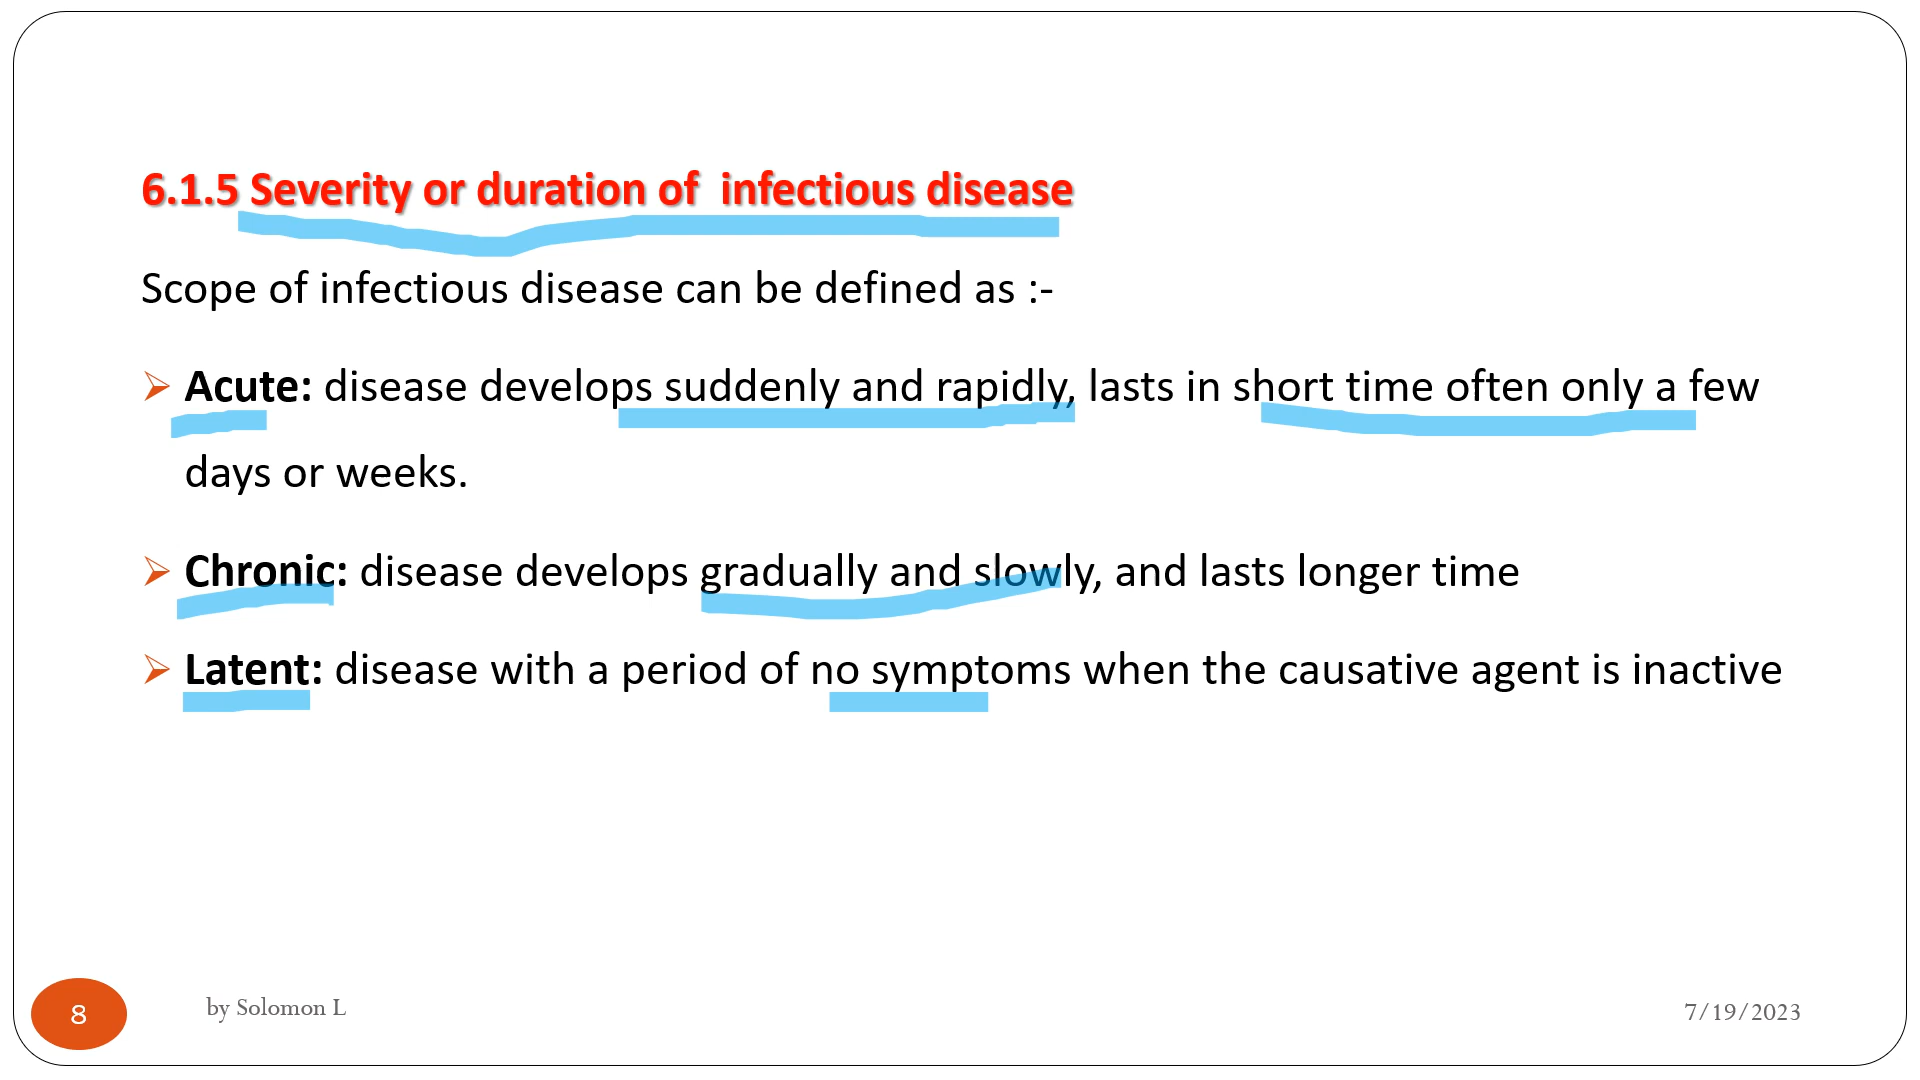 6.1.5 Severity or duration of  infectious disease
Scope of infectious disease can be defined as :-
Acute: disease develops suddenly and rapidly, lasts in short time often only a few
days or weeks.
Chronic: disease develops gradually and slowly, and lasts longer time
Latent: disease with a period of no symptoms when the causative agent is inactive
8
by Solomon L
7/19/2023